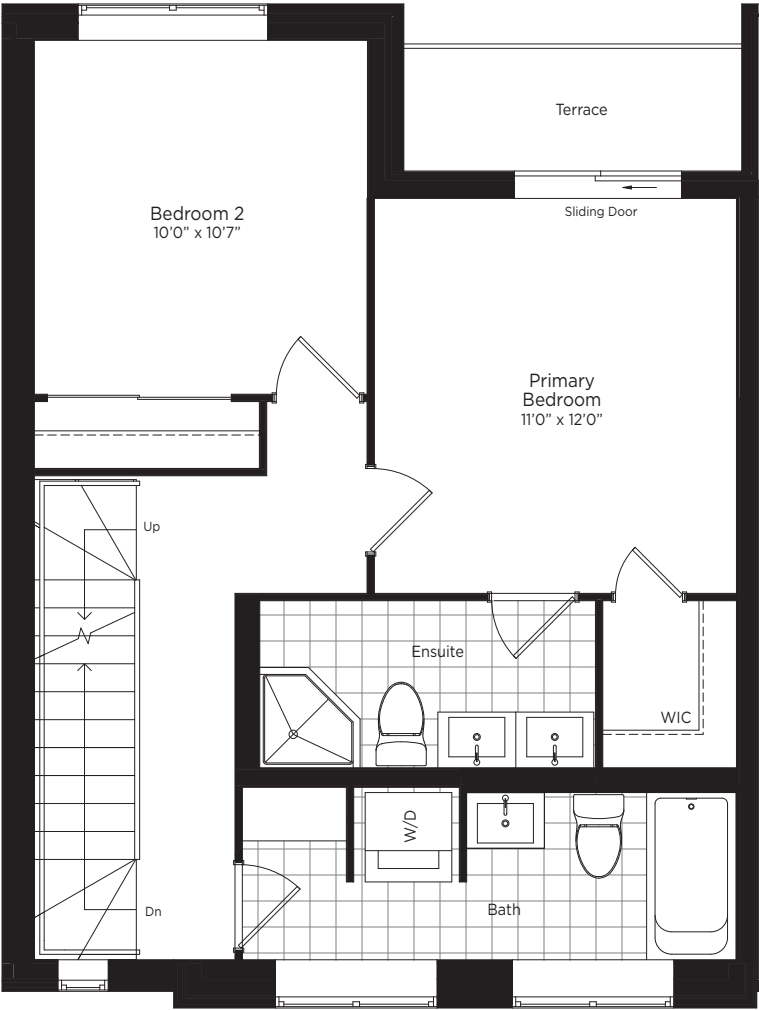 Terrace
Sliding Door
Bedroom 2
10’0” x 10’7”
Primary
Bedroom
11’0” x 12’0”
Up
Ensuite
WIC
W/D
Dn
Bath